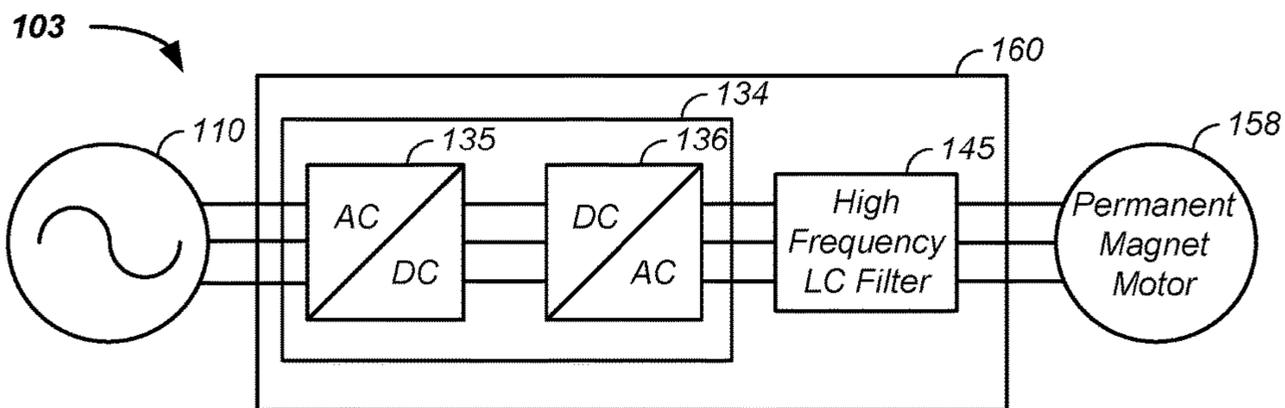 103
160
134
110
135
136
145
158
AC
DC
DC
AC
High
Frequency
LC Filter
Permanent
Magnet
Motor